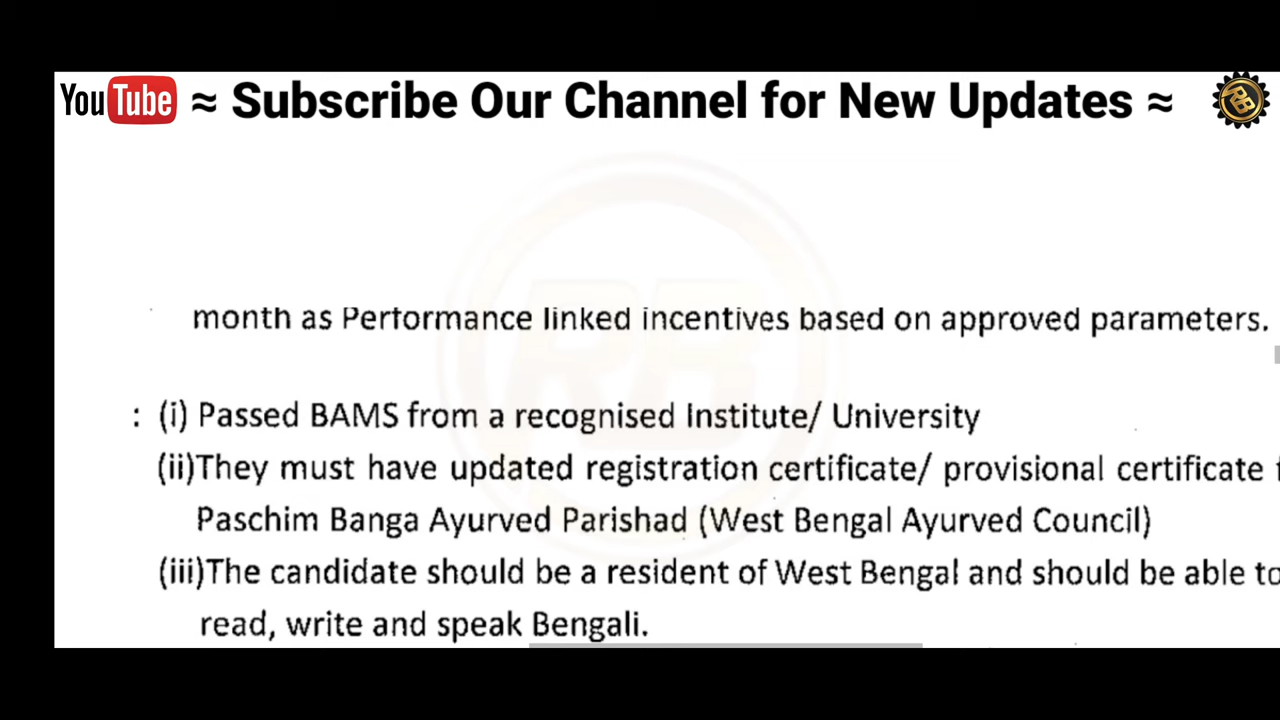 YouTube ≈ Subscribe Our Channel for New Updates ≈
month as Performance linked incentives based on approved parameters.
: (i) Passed BAMS from a recognised Institute/ University
(ii)They must have updated registration certificate/ provisional certificate
Paschim Banga Ayurved Parishad (West Bengal Ayurved Council)
(iii)The candidate should be a resident of West Bengal and should be able to
read, write and speak Bengali.